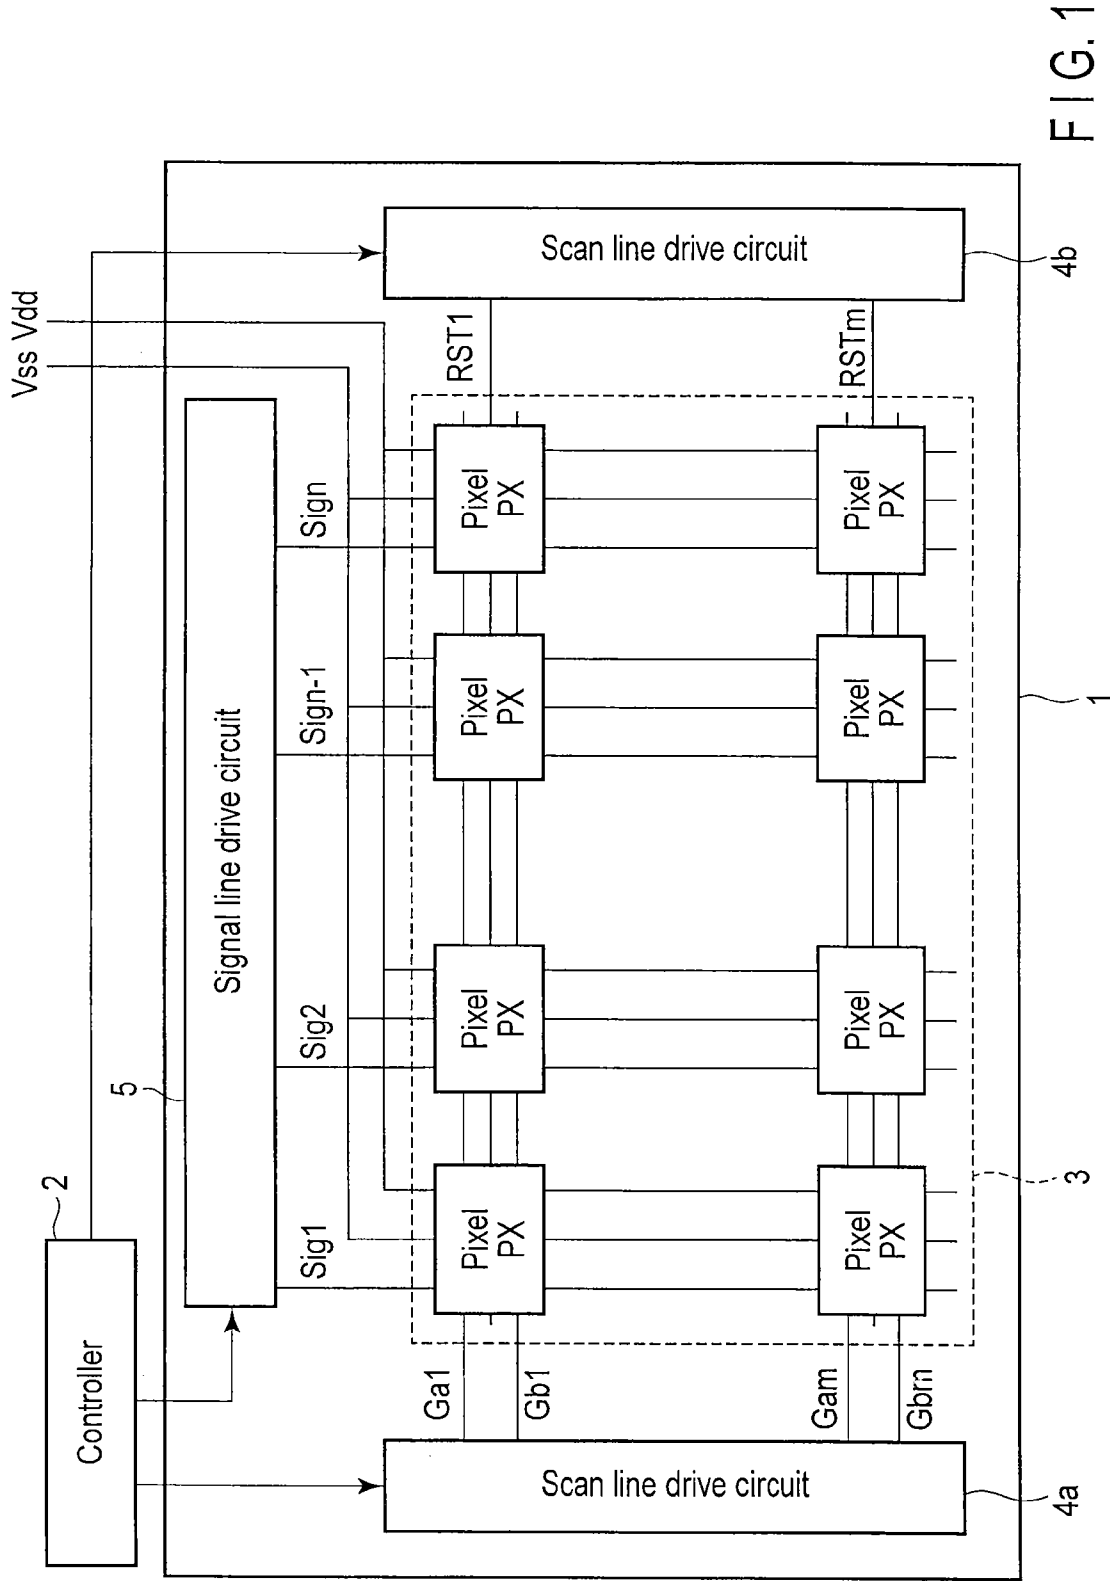 2
Controller
Vss Vdd
5
Signal line drive circuit
Sig1
Sig2
Sign-1
Sign
Ga1
Gb1
Gam
Gbm
RST1
RSTm
Pixel
PX
Pixel
PX
Pixel
PX
Pixel
PX
Pixel
PX
Pixel
PX
Pixel
PX
Pixel
PX
Scan line drive circuit
Scan line drive circuit
4a
3
1
4b
FIG. 1